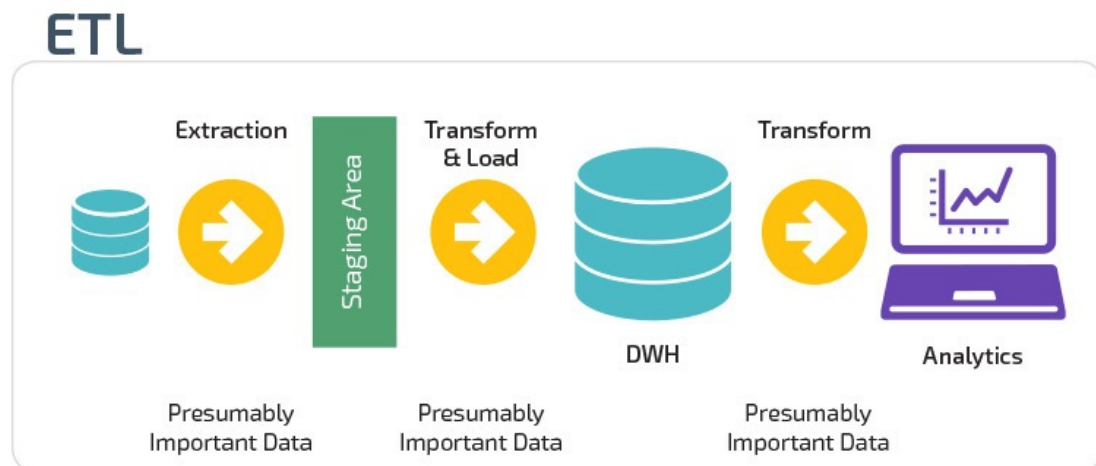 ETL
Extraction
Staging Area
Transform
& Load
DWH
Transform
Analytics
Presumably
Important Data
Presumably
Important Data
Presumably
Important Data